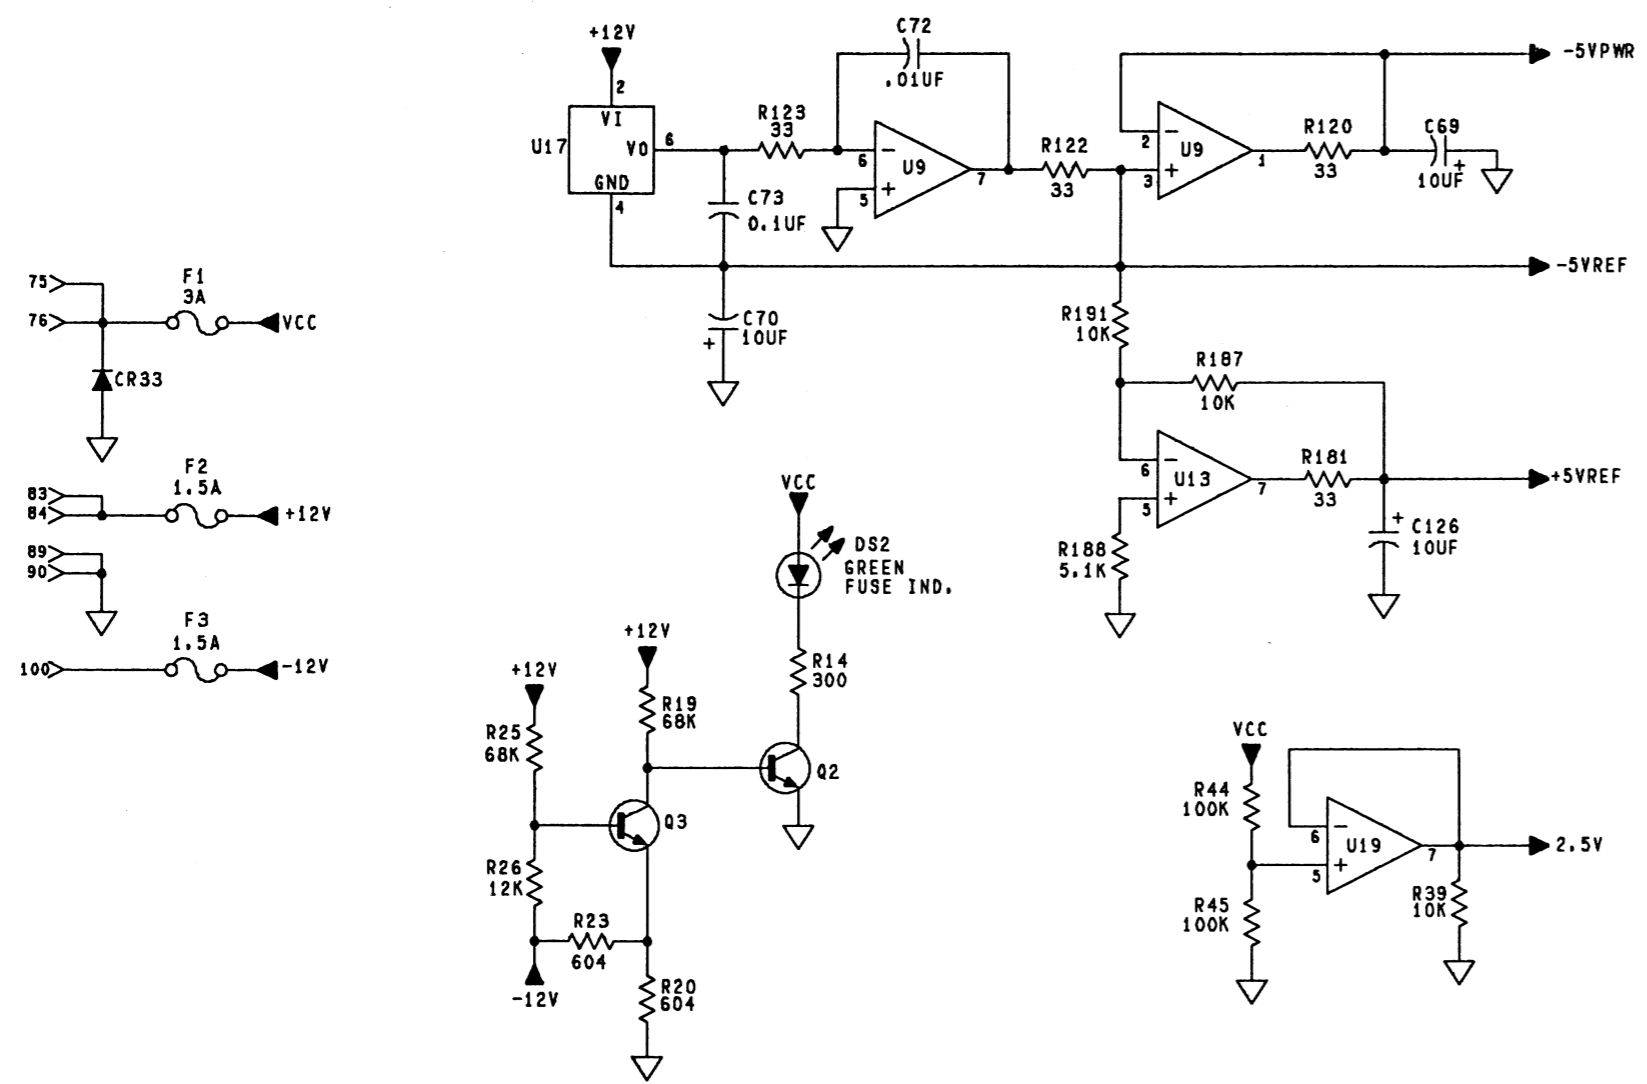 +12V
2
VI
U17
VO
6
GND
4
R123
33
C72
.01UF
6
-
U9
5
+
7
C73
0.1UF
R122
33
2
-
U9
3
+
1
R120
33
C69
+
10UF
-5VPWR
-5VREF
C70
10UF
+
75
76
F1
3A
VCC
CR33
83
84
F2
1.5A
+12V
89
90
F3
1.5A
100
-12V
R191
10K
R187
10K
6
-
U13
5
+
7
R181
33
+5VREF
+
C126
10UF
R188
5.1K
VCC
DS2
GREEN
FUSE IND.
R14
300
+12V
R19
68K
+12V
R25
68K
Q2
Q3
R26
12K
R23
604
-12V
R20
604
VCC
R44
100K
6
-
U19
5
+
7
2.5V
R45
100K
R39
10K